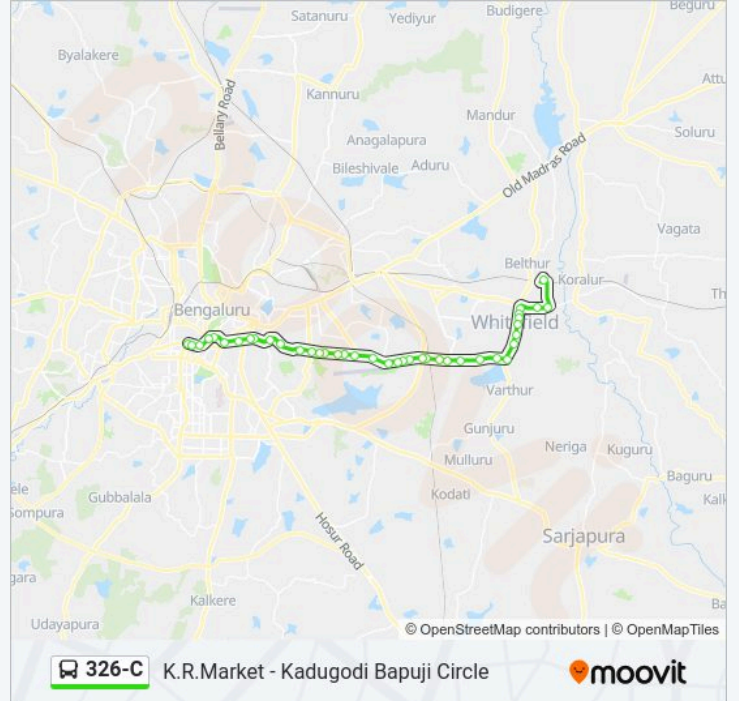 Satanuru
Yediyur
Budigere
Beguru
Byalakere
Bellary Road
Kannuru
Attu
Mandur
Anagalapura
Soluru
Bileshivale
Aduru
Old Madras Road
Vagata
Belthur
Koralur
Th
Bengaluru
Whitefield
Varthur
Gunjuru
Neriga
Kuguru
Mulluru
Baguru
ele
Gubbalala
Kodati
Kalk
Sompura
Hosur Road
Sarjapura
gara
Kalkere
Ba
Udayapura
© OpenStreetMap contributors | © OpenMapTiles
326-C K.R.Market - Kadugodi Bapuji Circle moovit